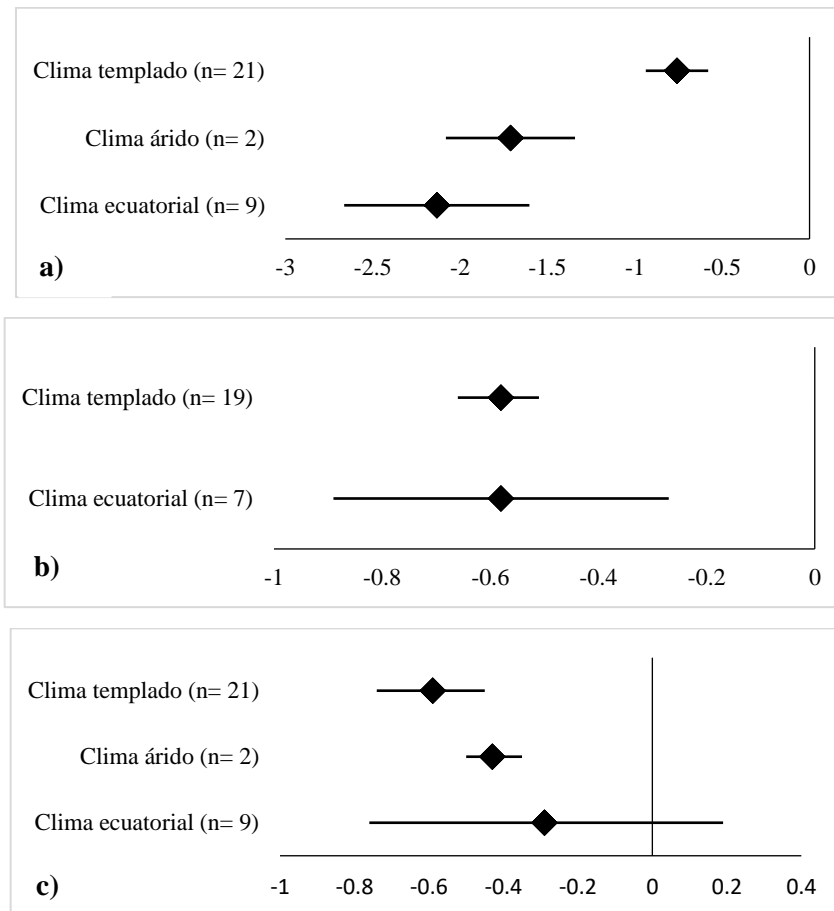 Clima templado (n= 21)
Clima árido (n= 2)
Clima ecuatorial (n= 9)
a)
-3 -2.5 -2 -1.5 -1 -0.5 0
Clima templado (n= 19)
Clima ecuatorial (n= 7)
b)
-1 -0.8 -0.6 -0.4 -0.2 0
Clima templado (n= 21)
Clima árido (n= 2)
Clima ecuatorial (n= 9)
c)
-1 -0.8 -0.6 -0.4 -0.2 0 0.2 0.4